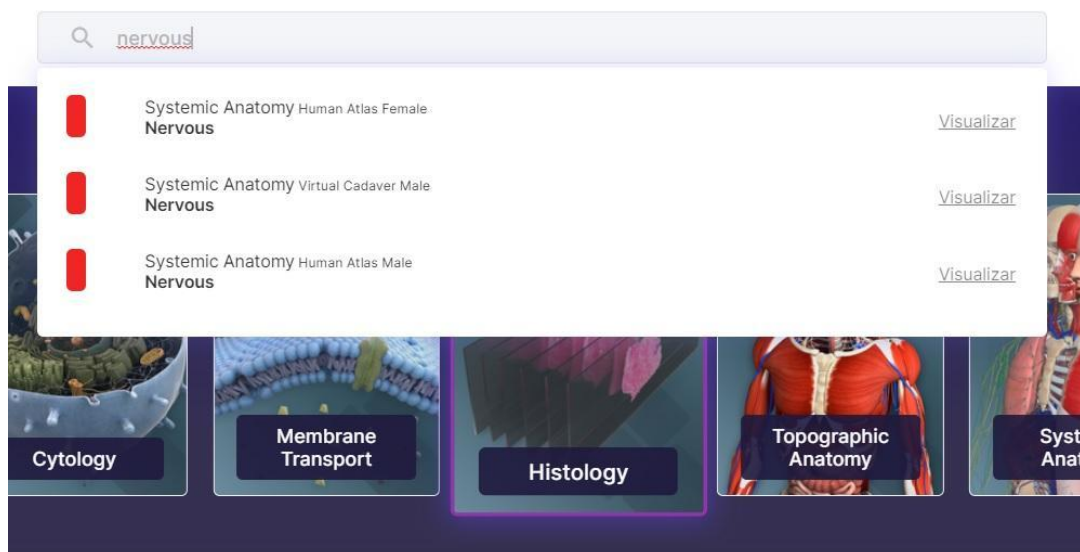 nervous
Systemic Anatomy Human Atlas Female
Nervous
Visualizar
Systemic Anatomy Virtual Cadaver Male
Nervous
Visualizar
Systemic Anatomy Human Atlas Male
Nervous
Visualizar
Cytology
Membrane
Transport
Histology
Topographic
Anatomy
Syst
Anat